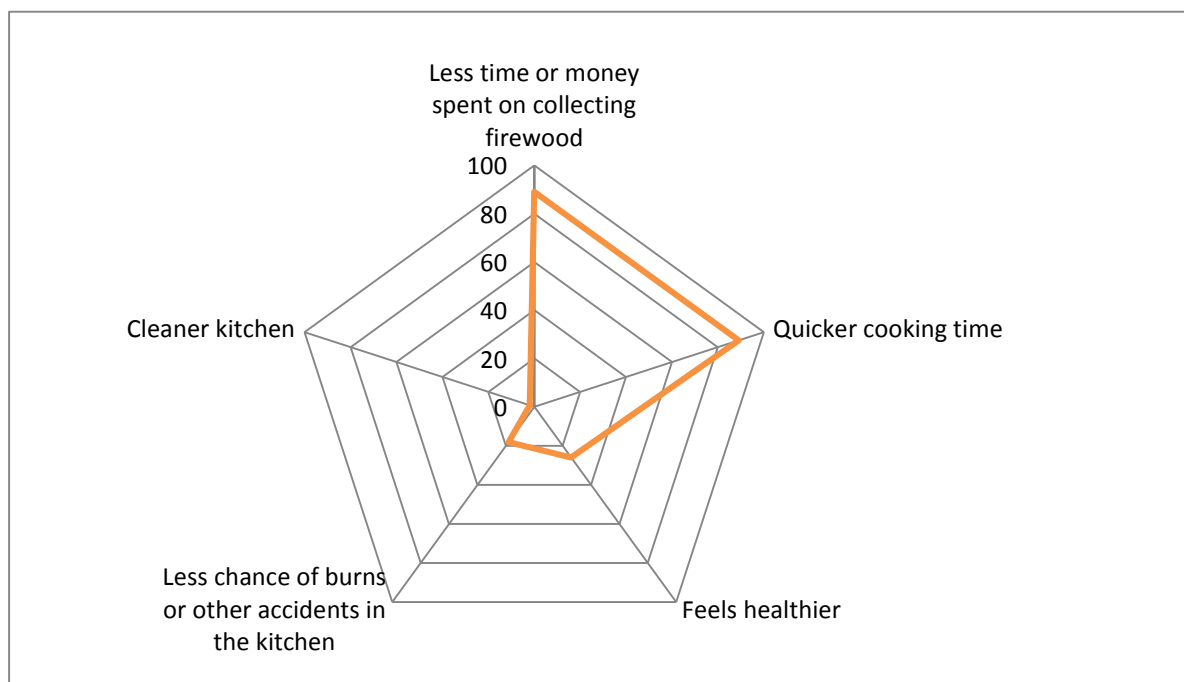 Less time or money
spent on collecting
firewood
100
80
60
40
20
0
Cleaner kitchen
Quicker cooking time
Less chance of burns
or other accidents in
the kitchen
Feels healthier